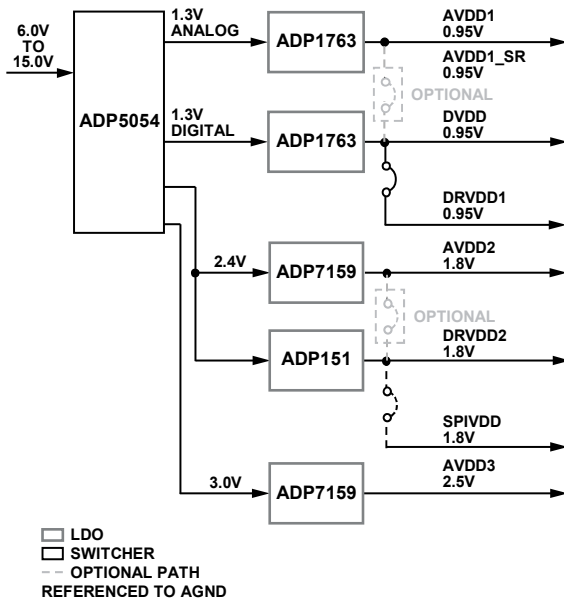 6.0V
TO
15.0V
ADP5054
1.3V
ANALOG
ADP1763
AVDD1
0.95V
AVDD1_SR
0.95V
OPTIONAL
1.3V
DIGITAL
ADP1763
DVDD
0.95V
DRVDD1
0.95V
2.4V
ADP7159
AVDD2
1.8V
OPTIONAL
ADP151
DRVDD2
1.8V
SPIVDD
1.8V
3.0V
ADP7159
AVDD3
2.5V
LDO
SWITCHER
OPTIONAL PATH
REFERENCED TO AGND